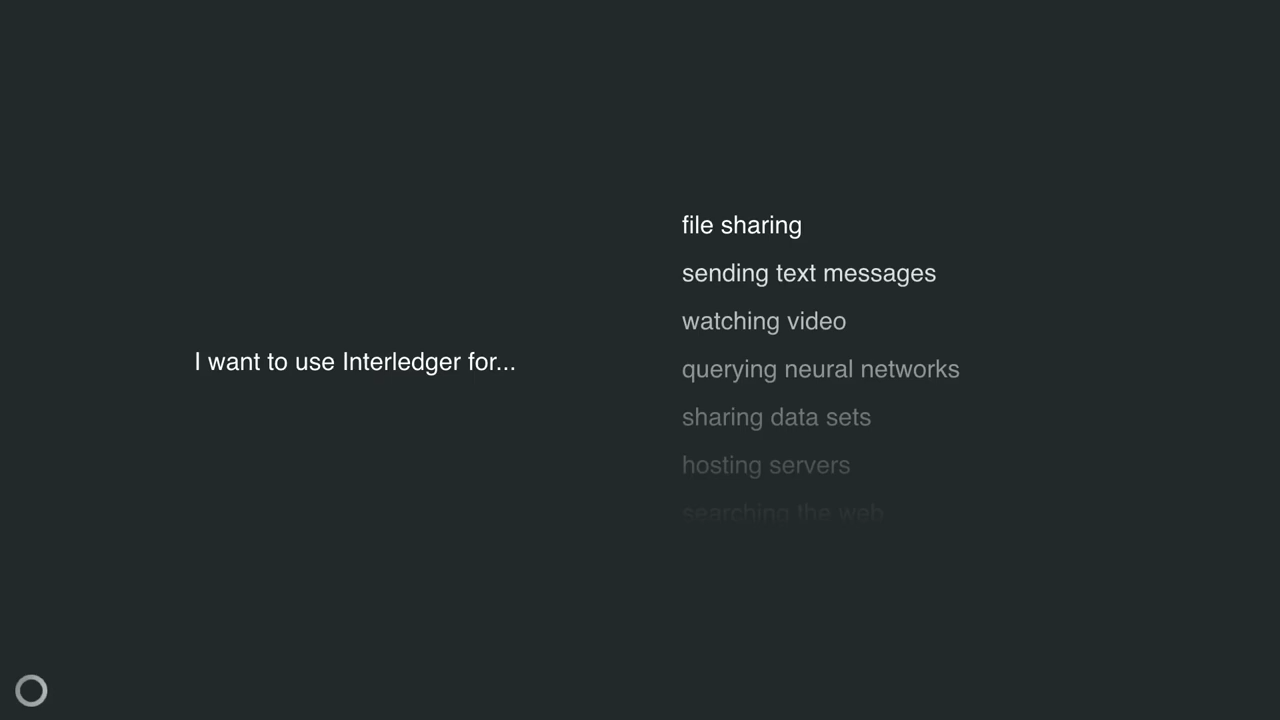 I want to use Interledger for...
file sharing
sending text messages
watching video
querying neural networks
sharing data sets
hosting servers
searching the web